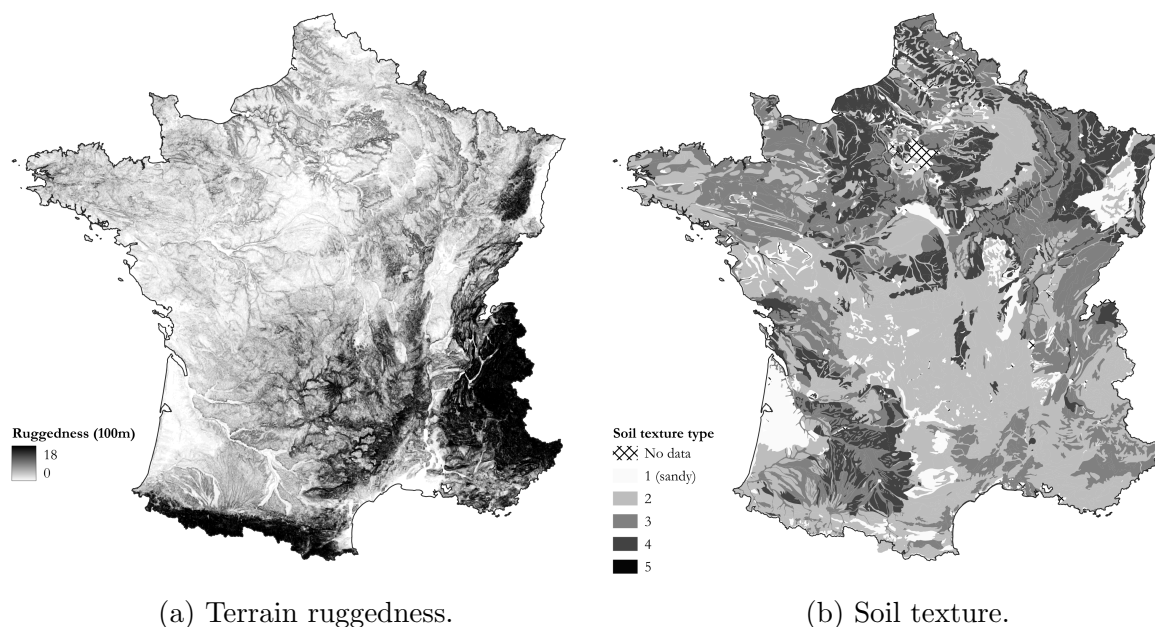 Ruggedness (100m)
18
0
Soil texture type
No data
1 (sandy)
2
3
4
5
(a) Terrain ruggedness.
(b) Soil texture.